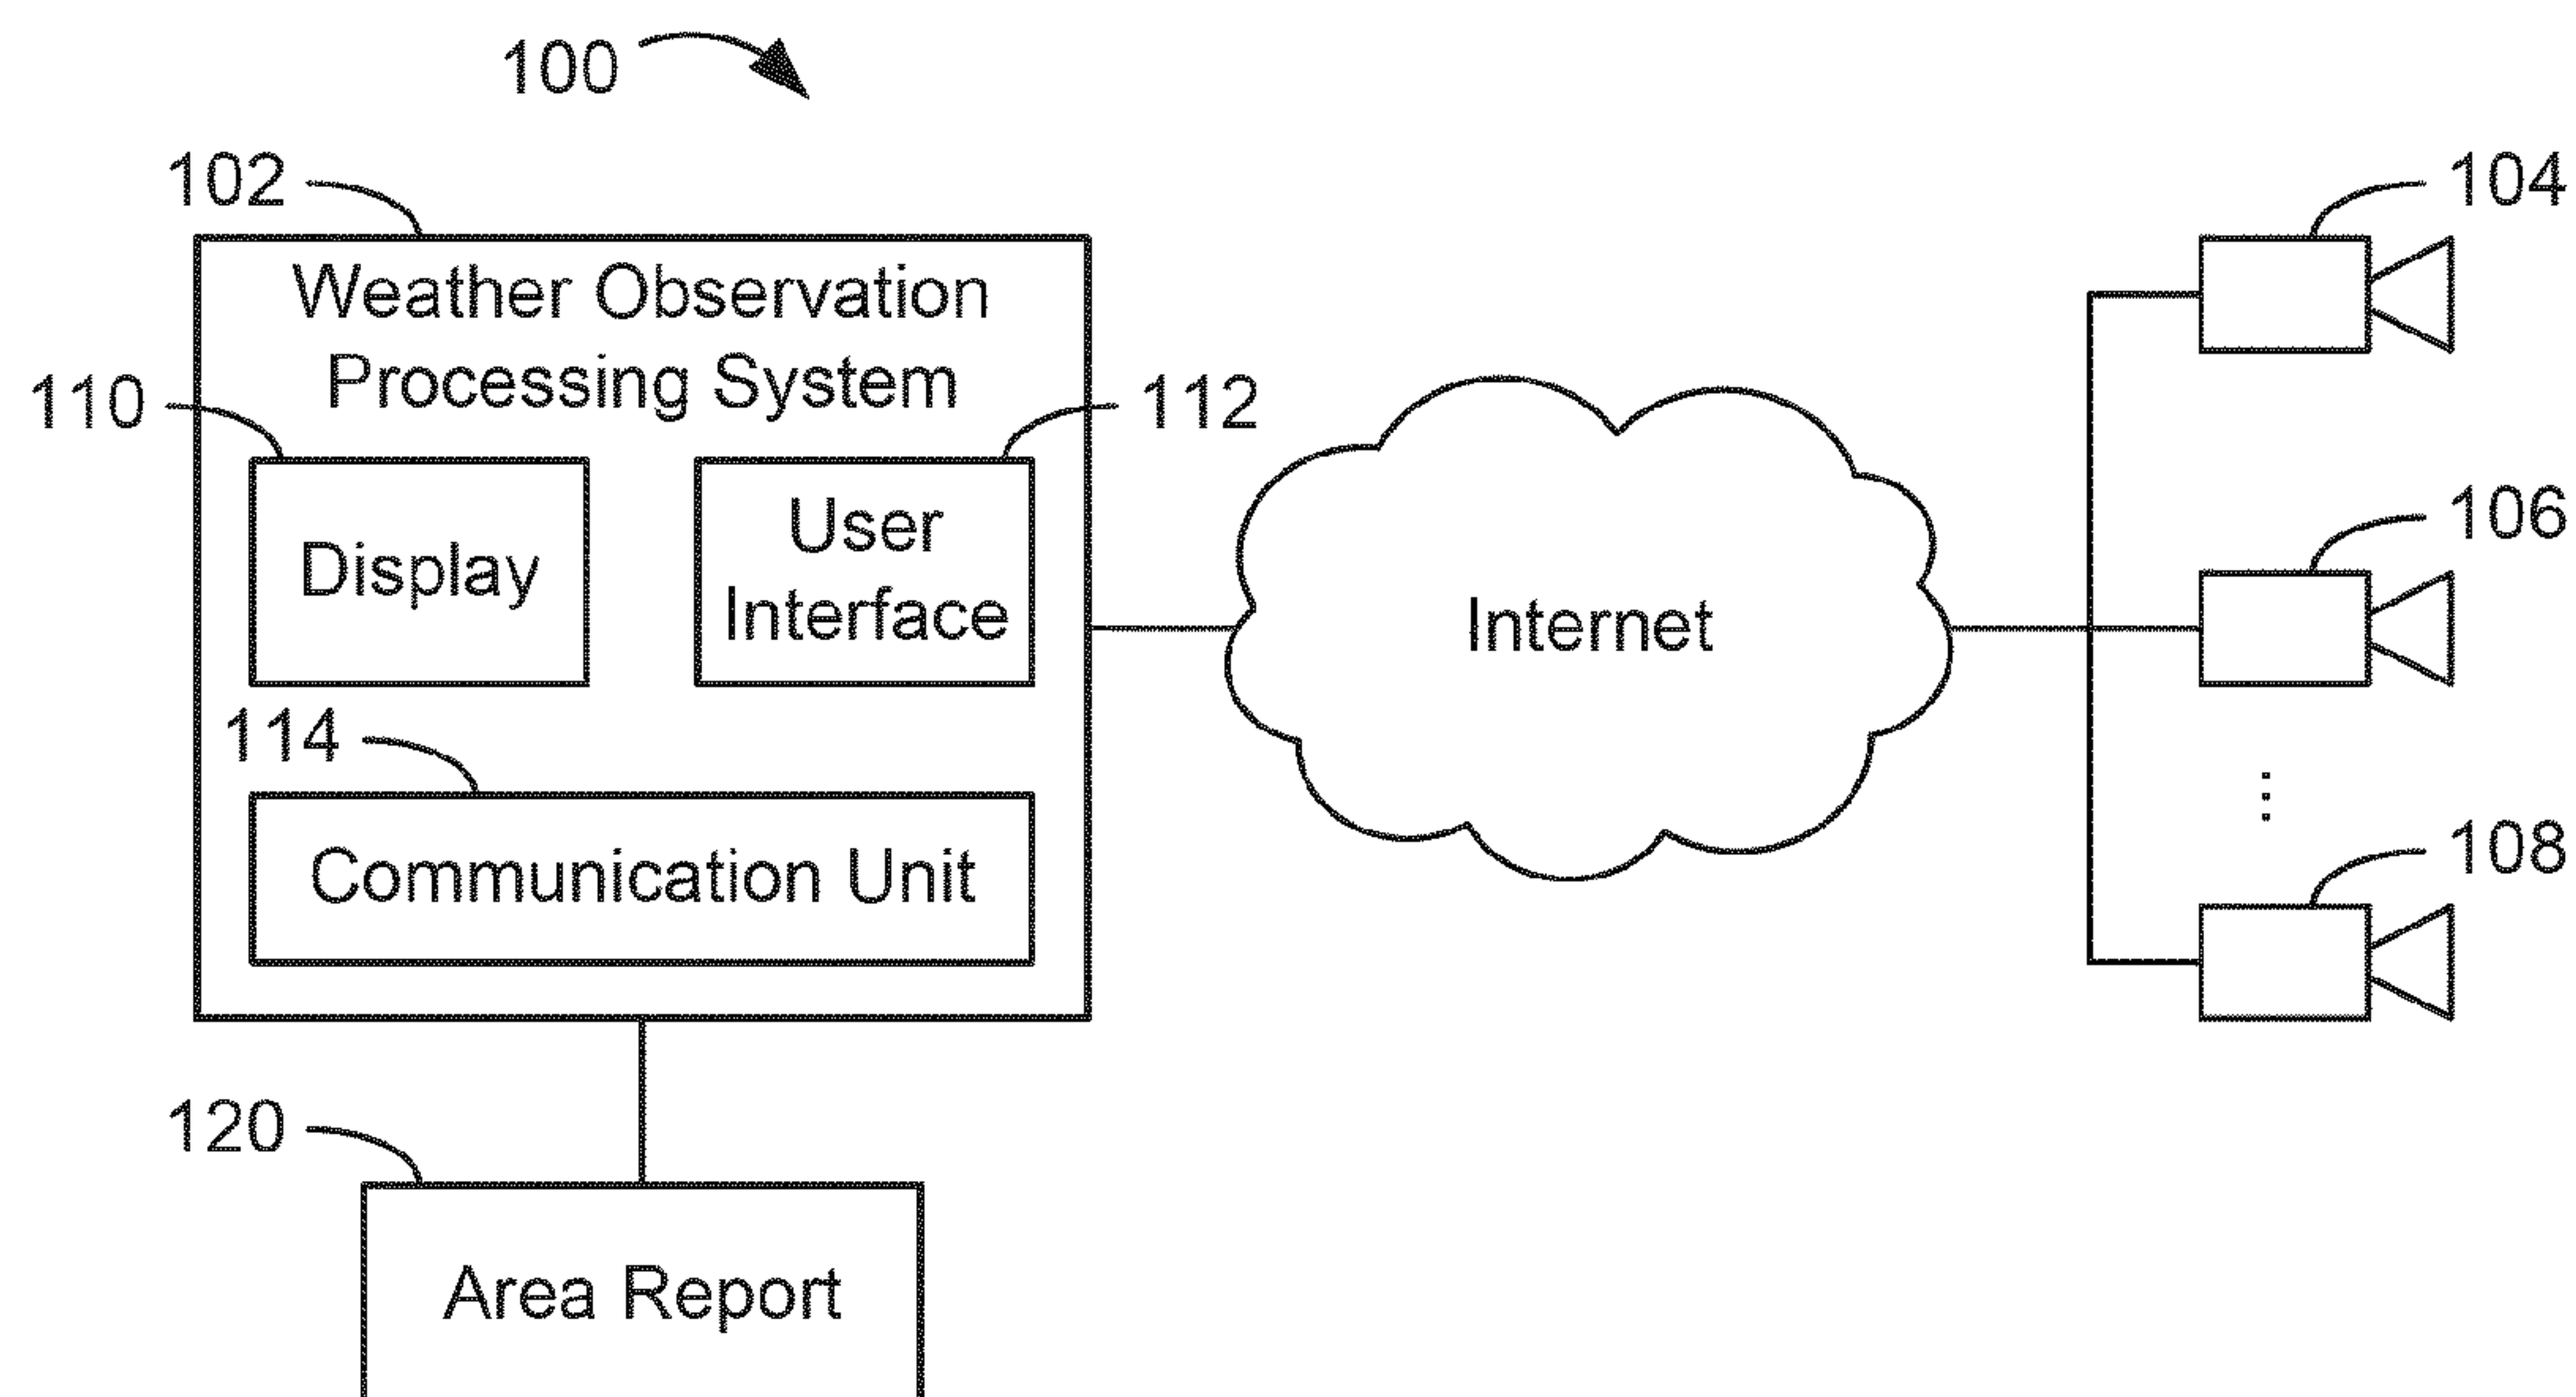 100
102
104
Weather Observation
Processing System
110
112
Display
User
Interface
Internet
106
114
Communication Unit
108
120
Area Report